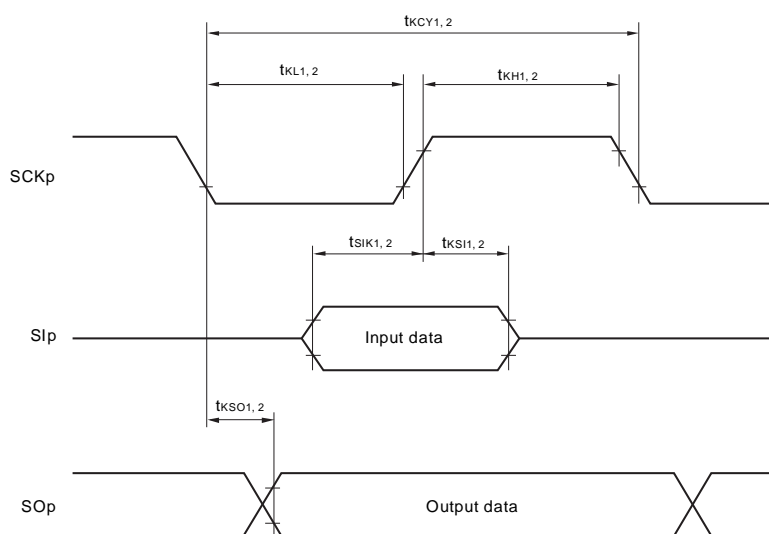 tKCY1, 2
tKL1, 2
tKH1, 2
SCKp
tSIK1, 2
tKSI1, 2
SIp
Input data
tKSO1, 2
SOp
Output data